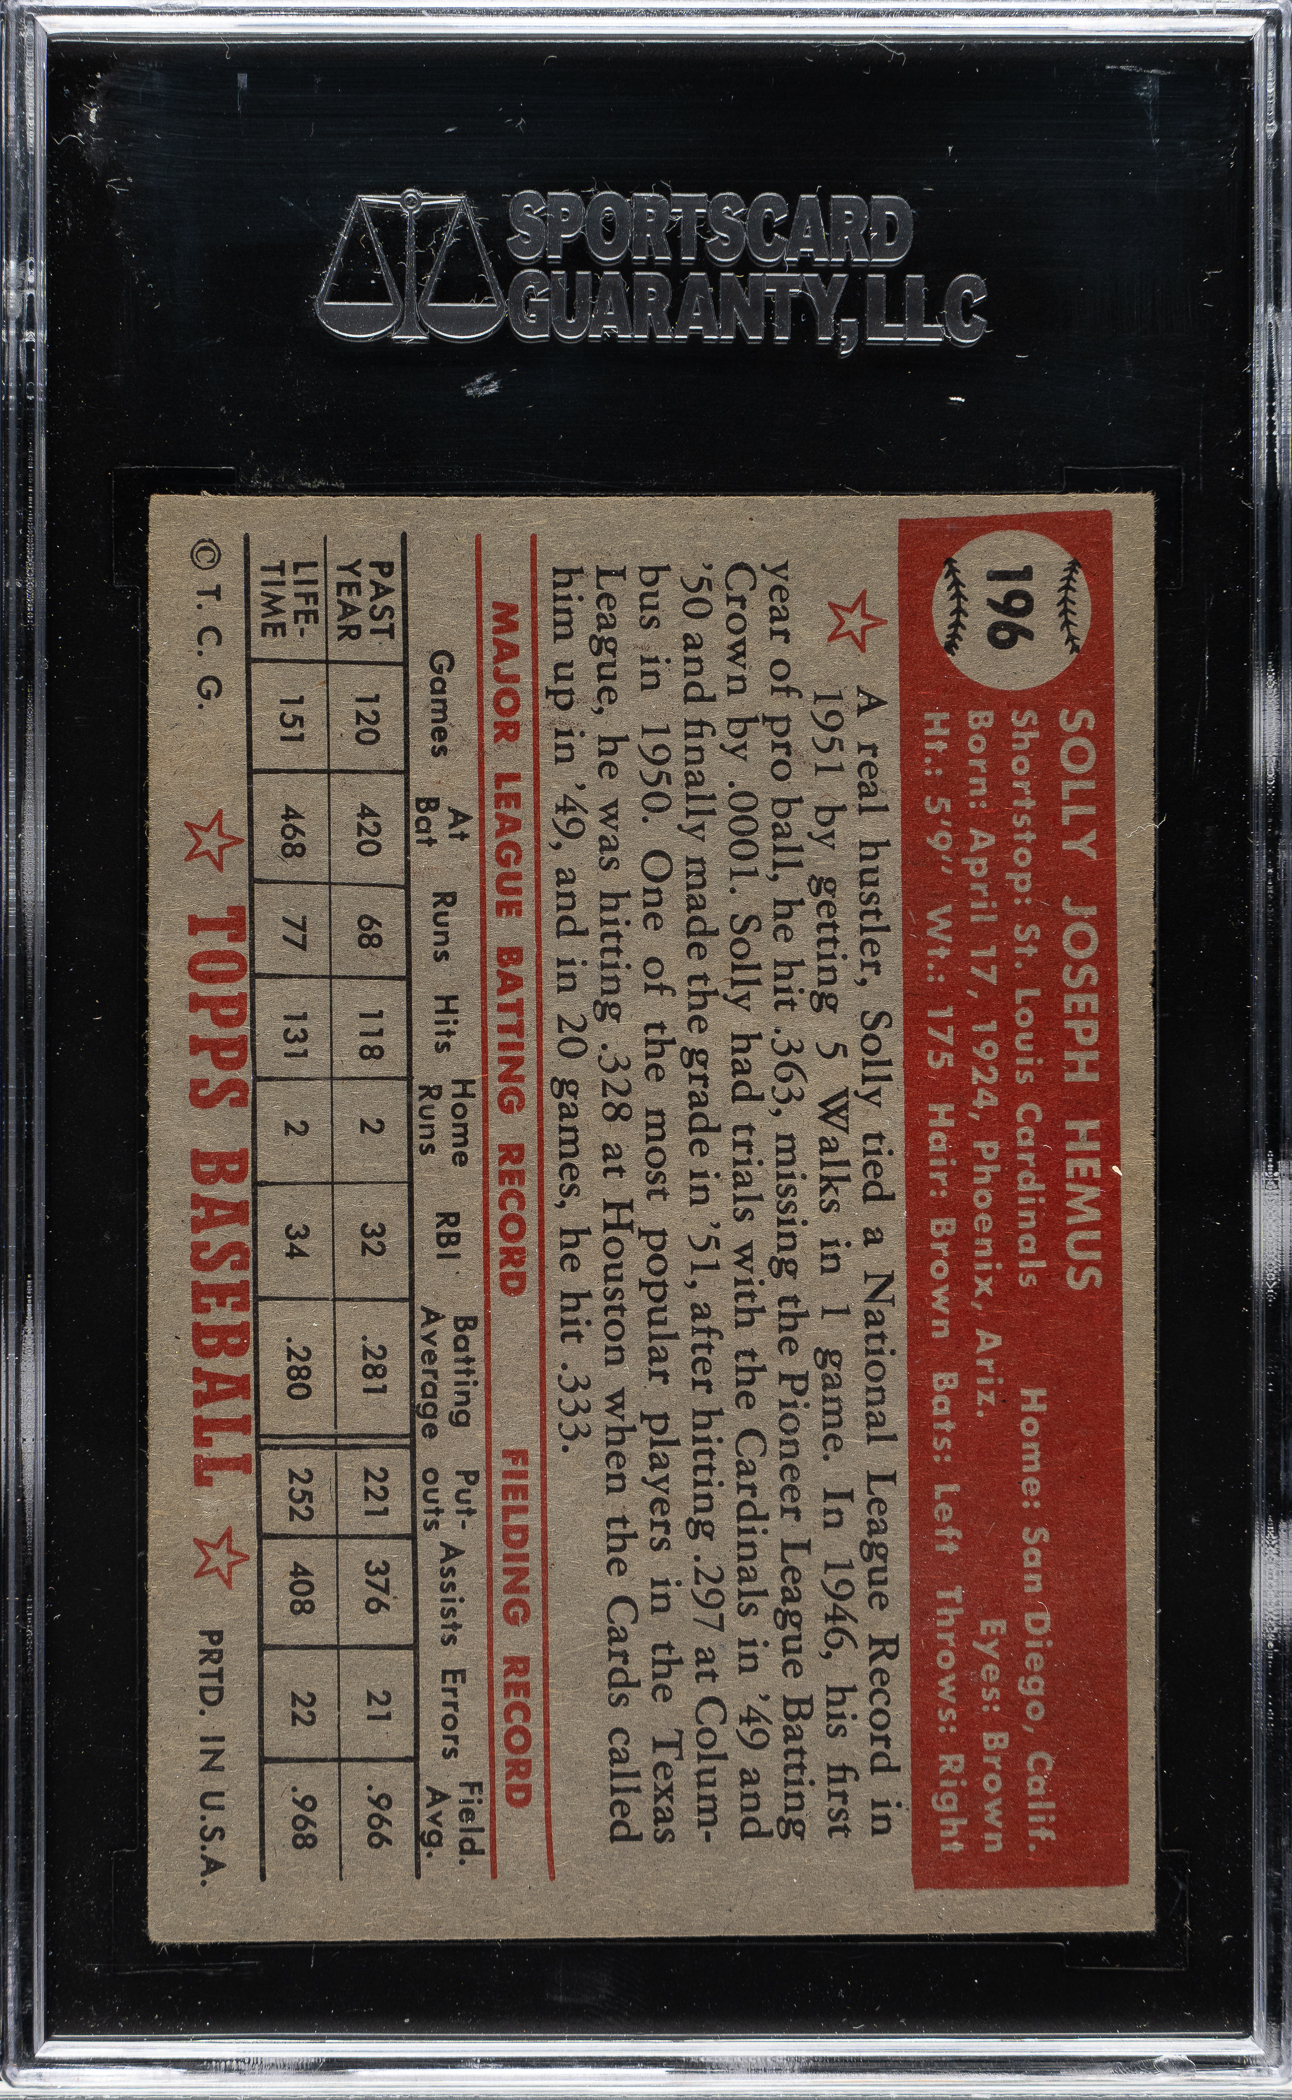 SPORTSCARD
GUARANTY, LLC
196
SOLLY JOSEPH HEMUS
Shortstop: St. Louis Cardinals Home: San Diego, Calif.
Born: April 17, 1924, Phoenix, Ariz. Eyes: Brown
Ht.: 5'9" Wt.: 175 Hair: Brown Bats: Left Throws: Right
A real hustler, Solly tied a National League Record in
1951 by getting 5 Walks in 1 game. In 1946, his first
year of pro ball, he hit .363, missing the Pioneer League Batting
Crown by .0001. Solly had trials with the Cardinals in '49 and
'50 and finally made the grade in '51, after hitting .297 at Colum-
bus in 1950. One of the most popular players in the Texas
League, he was hitting .328 at Houston when the Cards called
him up in '49, and in 20 games, he hit .333.
MAJOR LEAGUE BATTING RECORD FIELDING RECORD
Games At Bat Runs Hits Home Runs RBI Batting Average Put-outs Assists Errors Field. Avg.
PAST YEAR 120 420 68 118 2 32 .281 221 376 21 .966
LIFE-TIME 151 468 77 131 2 34 .280 252 408 22 .968
© T. C. G. ☆ TOPPS BASEBALL ☆ PRTD. IN U.S.A.